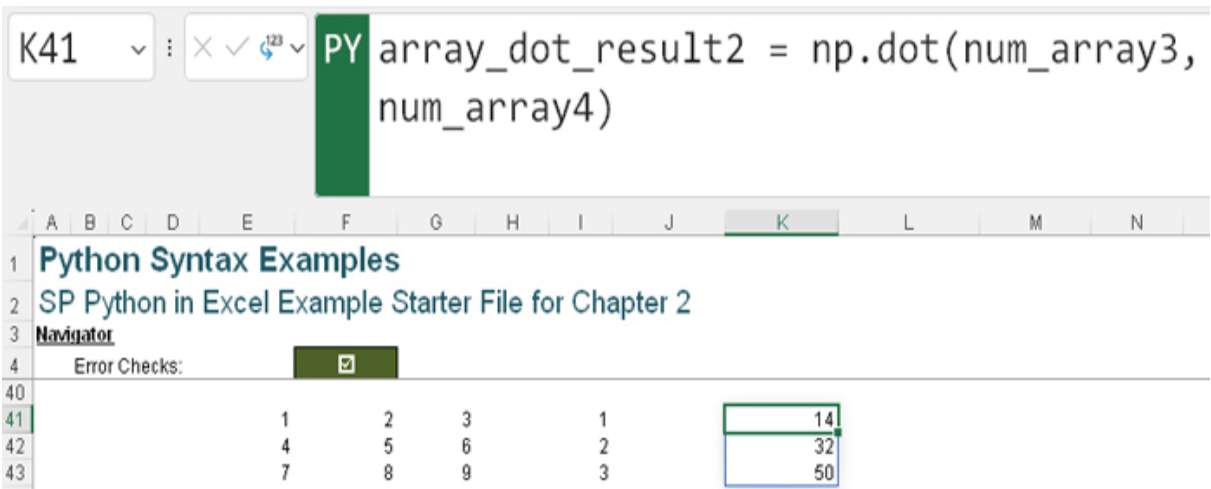 K41
123
PY
array_dot_result2 = np.dot(num_array3,
num_array4)
A B C D E F G H I J K L M N
1 Python Syntax Examples
2 SP Python in Excel Example Starter File for Chapter 2
3 Navigator
4 Error Checks:
40
41 1 2 3 1 14
42 4 5 6 2 32
43 7 8 9 3 50